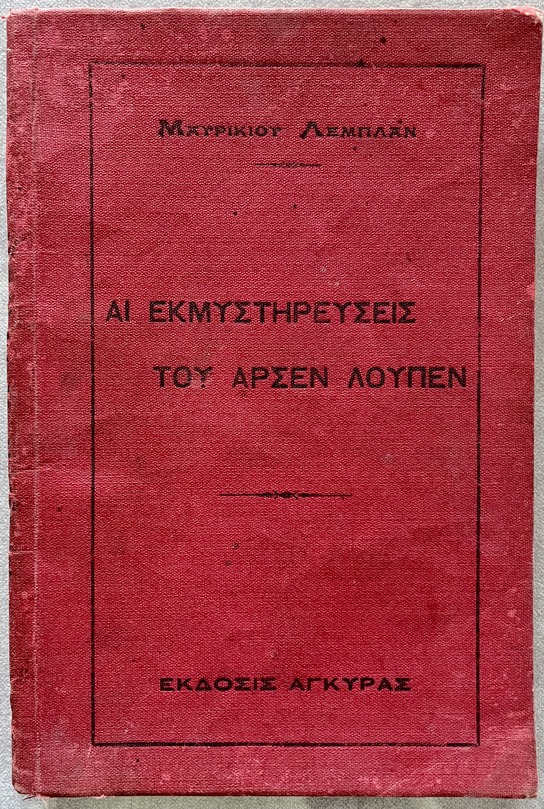 ΜΑΥΡΙΚΙΟΥ ΛΕΜΠΛΑΝ
ΑΙ ΕΚΜΥΣΤΗΡΕΥΣΕΙΣ
ΤΟΥ ΑΡΣΕΝ ΛΟΥΠΕΝ
ΕΚΔΟΣΙΣ ΑΓΚΥΡΑΣ